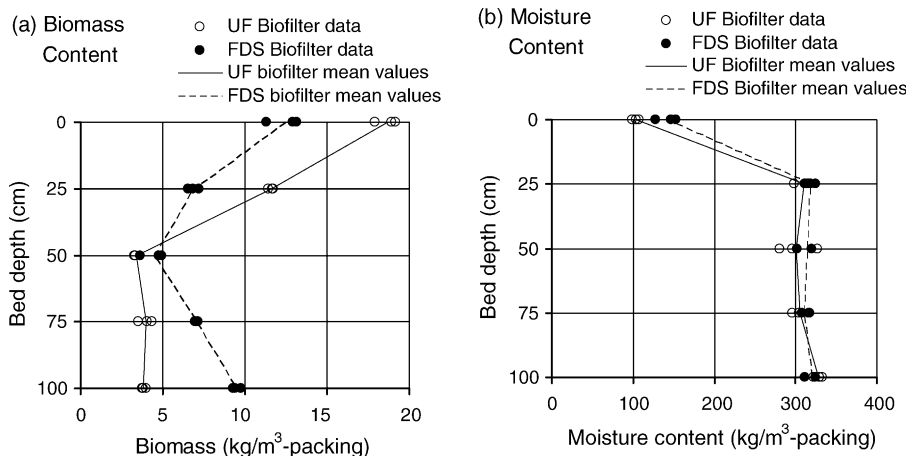 (a) Biomass
Content
UF Biofilter data
FDS Biofilter data
UF biofilter mean values
FDS biofilter mean values
0
25
50
75
100
Bed depth (cm)
0 5 10 15 20
Biomass (kg/m³-packing)
(b) Moisture
Content
UF Biofilter data
FDS Biofilter data
UF Biofilter mean values
FDS Biofilter mean values
0
25
50
75
100
Bed depth (cm)
0 100 200 300 400
Moisture content (kg/m³-packing)